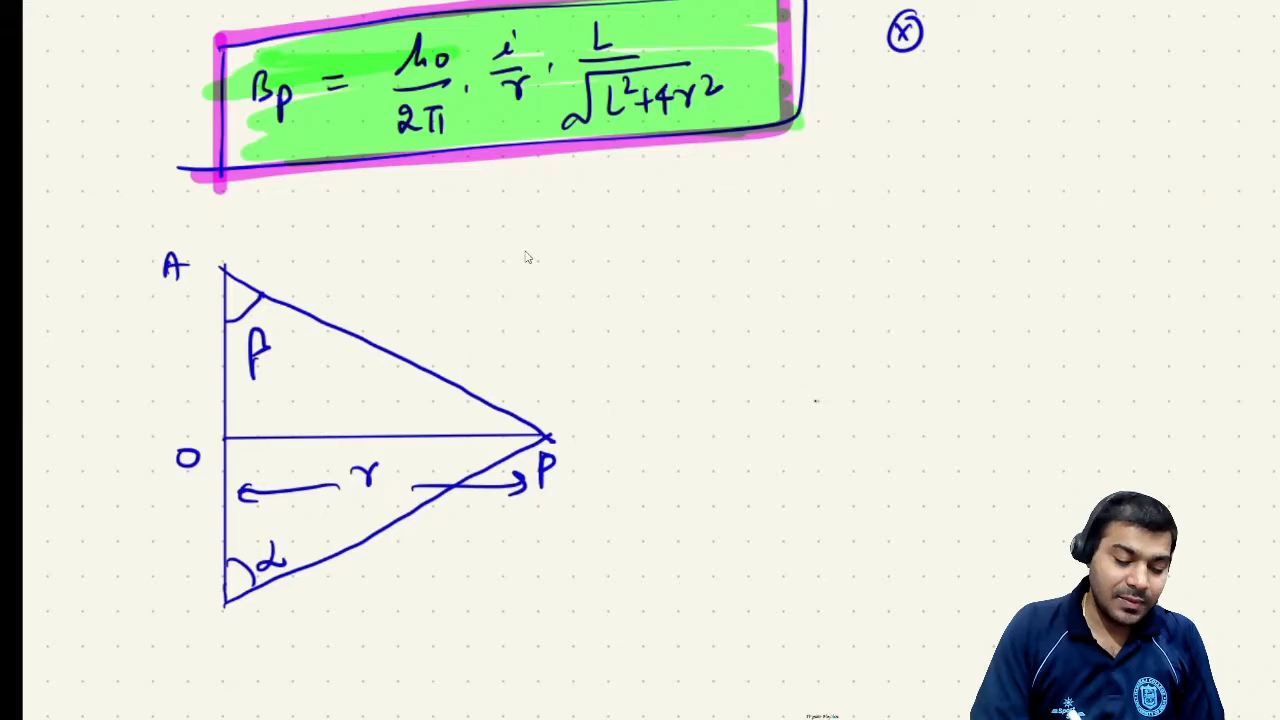 ⓧ
Bp = μ0/2π · i/r · L/√L²+4r²
A
β
O
r
P
α